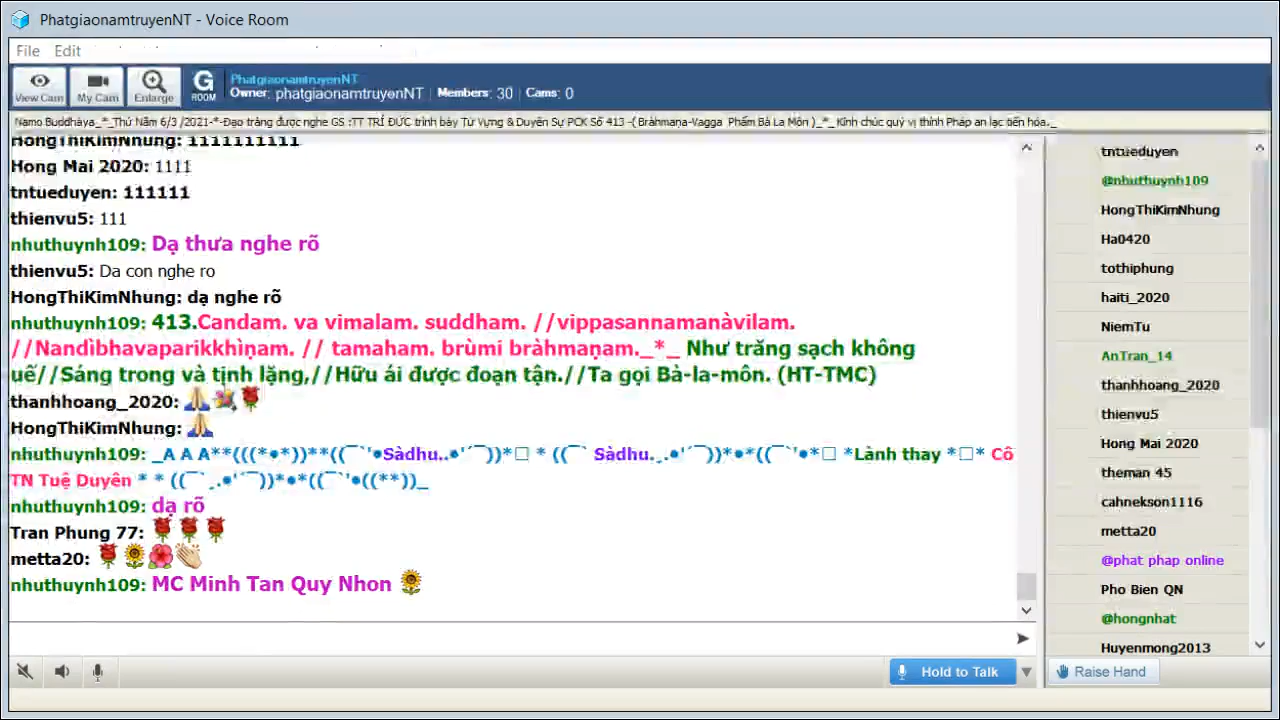 PhatgiaonamtruyenNT - Voice Room
File Edit
View Cam My Cam Enlarge G ROOM
PhatgiaonamtruyenNT
Owner: phatgiaonamtruyenNT | Members: 30 | Cams: 0
Namo Buddhàya_*_Thứ Năm 6/3 /2021-*-Đạo tràng được nghe GS :TT TRÍ ĐỨC trình bày Từ Vựng & Duyên Sự PCK Số 413 -( Bràhmaṇa-Vagga Phẩm Bà La Môn )_*_ Kính chúc quý vị thính Pháp an lạc tiến hóa._
HongThiKimNhung: 1111111111
Hong Mai 2020: 1111
tntueduyen: 111111
thienvu5: 111
nhuthuynh109: Dạ thưa nghe rõ
thienvu5: Da con nghe ro
HongThiKimNhung: dạ nghe rõ
nhuthuynh109: 413.Candam. va vimalam. suddham. //vippasannamanàvilam.
//Nandìbhavaparikkhìṇam. // tamaham. brùmi bràhmaṇam._*_ Như trăng sạch không
uế//Sáng trong và tịnh lặng,//Hữu ái được đoạn tận.//Ta gọi Bà-la-môn. (HT-TMC)
thanhhoang_2020: 🙏💐🌹
HongThiKimNhung: 🙏
nhuthuynh109: _A A A**(((*•*))**((¯`'•Sàdhu..•'´¯))*□ * ((¯` Sàdhu.¸.•'´¯))*•*((¯`'•*□ *Lành thay *□* Cô
TN Tuệ Duyên * * ((¯`¸.•'´¯))*•*((¯`'•((**))_
nhuthuynh109: dạ rõ
Tran Phung 77: 🌹🌹🌹
metta20: 🌹🌻🌺👏
nhuthuynh109: MC Minh Tan Quy Nhon 🌻
Hold to Talk
tntueduyen
@nhuthuynh109
HongThiKimNhung
Ha0420
tothiphung
haiti_2020
NiemTu
AnTran_14
thanhhoang_2020
thienvu5
Hong Mai 2020
theman 45
cahnekson1116
metta20
@phat phap online
Pho Bien QN
@hongnhat
Huyenmong2013
Raise Hand